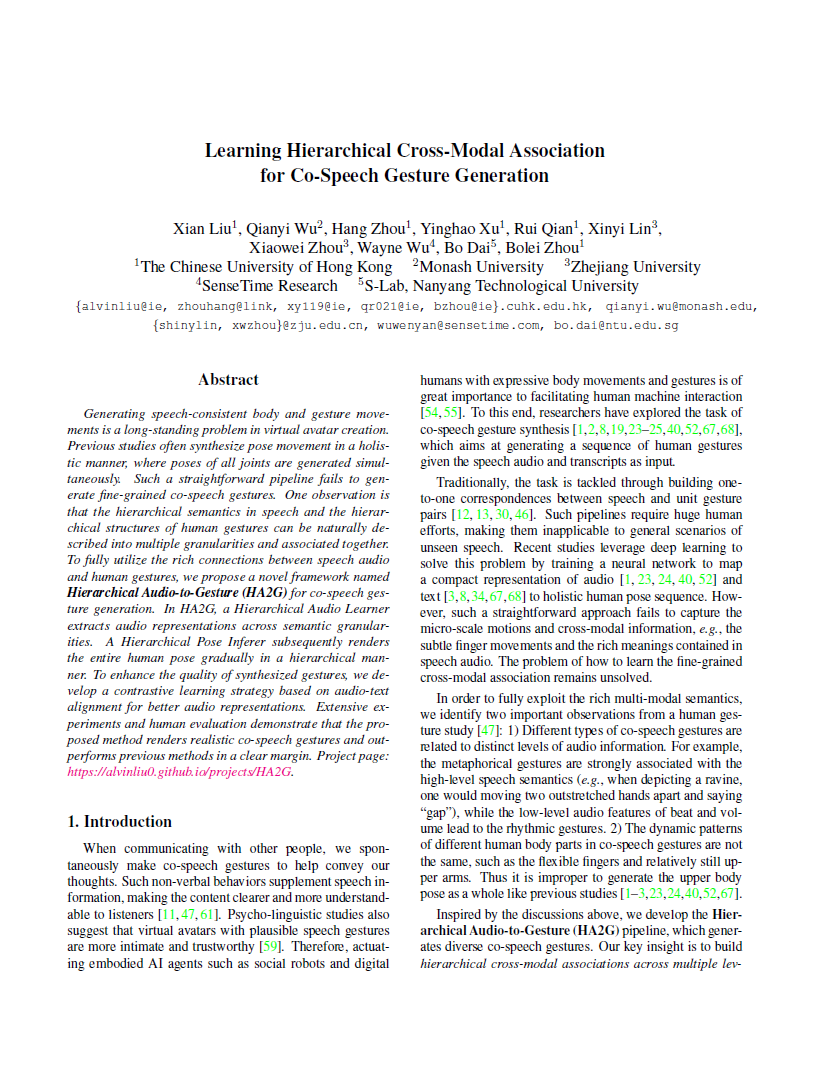 Learning Hierarchical Cross-Modal Association
for Co-Speech Gesture Generation
Xian Liu1, Qianyi Wu2, Hang Zhou1, Yinghao Xu1, Rui Qian1, Xinyi Lin3,
Xiaowei Zhou3, Wayne Wu4, Bo Dai5, Bolei Zhou1
1The Chinese University of Hong Kong 2Monash University 3Zhejiang University
4SenseTime Research 5S-Lab, Nanyang Technological University
{alvinliu@ie, zhouhang@link, xy119@ie, qr021@ie, bzhou@ie}.cuhk.edu.hk, qianyi.wu@monash.edu,
{shinylin, xwzhou}@zju.edu.cn, wuwenyan@sensetime.com, bo.dai@ntu.edu.sg
Abstract
Generating speech-consistent body and gesture move-
ments is a long-standing problem in virtual avatar creation.
Previous studies often synthesize pose movement in a holis-
tic manner, where poses of all joints are generated simul-
taneously. Such a straightforward pipeline fails to gen-
erate fine-grained co-speech gestures. One observation is
that the hierarchical semantics in speech and the hierar-
chical structures of human gestures can be naturally de-
scribed into multiple granularities and associated together.
To fully utilize the rich connections between speech audio
and human gestures, we propose a novel framework named
Hierarchical Audio-to-Gesture (HA2G) for co-speech ges-
ture generation. In HA2G, a Hierarchical Audio Learner
extracts audio representations across semantic granular-
ities. A Hierarchical Pose Inferer subsequently renders
the entire human pose gradually in a hierarchical man-
ner. To enhance the quality of synthesized gestures, we de-
velop a contrastive learning strategy based on audio-text
alignment for better audio representations. Extensive ex-
periments and human evaluation demonstrate that the pro-
posed method renders realistic co-speech gestures and out-
performs previous methods in a clear margin. Project page:
https://alvinliu0.github.io/projects/HA2G.
1. Introduction
When communicating with other people, we spon-
taneously make co-speech gestures to help convey our
thoughts. Such non-verbal behaviors supplement speech in-
formation, making the content clearer and more understand-
able to listeners [11,47,61]. Psycho-linguistic studies also
suggest that virtual avatars with plausible speech gestures
are more intimate and trustworthy [59]. Therefore, actuat-
ing embodied AI agents such as social robots and digital
humans with expressive body movements and gestures is of
great importance to facilitating human machine interaction
[54,55]. To this end, researchers have explored the task of
co-speech gesture synthesis [1,2,8,19,23–25,40,52,67,68],
which aims at generating a sequence of human gestures
given the speech audio and transcripts as input.
Traditionally, the task is tackled through building one-
to-one correspondences between speech and unit gesture
pairs [12, 13, 30, 46]. Such pipelines require huge human
efforts, making them inapplicable to general scenarios of
unseen speech. Recent studies leverage deep learning to
solve this problem by training a neural network to map
a compact representation of audio [1, 23, 24, 40, 52] and
text [3,8,34,67,68] to holistic human pose sequence. How-
ever, such a straightforward approach fails to capture the
micro-scale motions and cross-modal information, e.g., the
subtle finger movements and the rich meanings contained in
speech audio. The problem of how to learn the fine-grained
cross-modal association remains unsolved.
In order to fully exploit the rich multi-modal semantics,
we identify two important observations from a human ges-
ture study [47]: 1) Different types of co-speech gestures are
related to distinct levels of audio information. For example,
the metaphorical gestures are strongly associated with the
high-level speech semantics (e.g., when depicting a ravine,
one would moving two outstretched hands apart and saying
“gap”), while the low-level audio features of beat and vol-
ume lead to the rhythmic gestures. 2) The dynamic patterns
of different human body parts in co-speech gestures are not
the same, such as the flexible fingers and relatively still up-
per arms. Thus it is improper to generate the upper body
pose as a whole like previous studies [1–3,23,24,40,52,67].
Inspired by the discussions above, we develop the Hier-
archical Audio-to-Gesture (HA2G) pipeline, which gener-
ates diverse co-speech gestures. Our key insight is to build
hierarchical cross-modal associations across multiple lev-